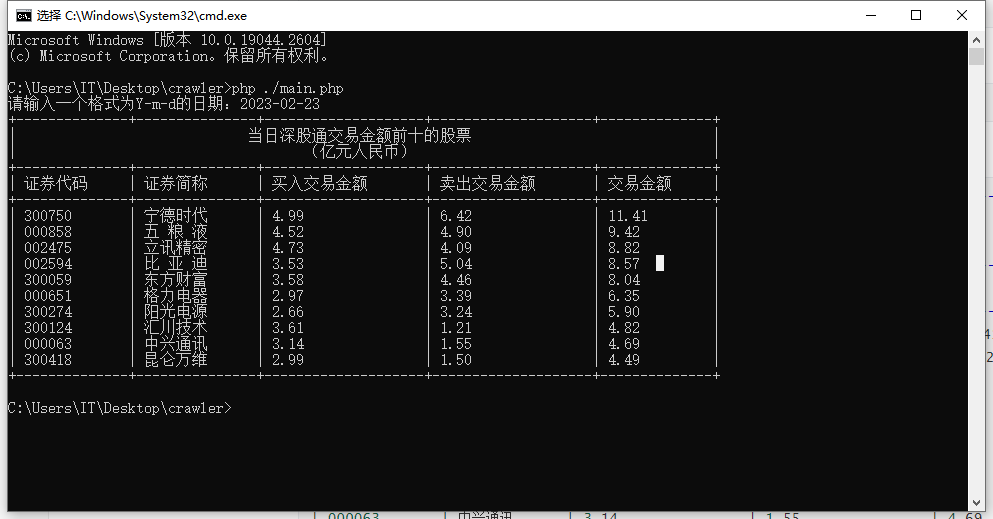 选择 C:\Windows\System32\cmd.exe
Microsoft Windows [版本 10.0.19044.2604]
(c) Microsoft Corporation。保留所有权利。
C:\Users\IT\Desktop\crawler>php ./main.php
请输入一个格式为Y-m-d的日期：2023-02-23
当日深股通交易金额前十的股票
（亿元人民币）
证券代码 证券简称 买入交易金额 卖出交易金额 交易金额
300750 宁德时代 4.99 6.42 11.41
000858 五 粮 液 4.52 4.90 9.42
002475 立讯精密 4.73 4.09 8.82
002594 比 亚 迪 3.53 5.04 8.57
300059 东方财富 3.58 4.46 8.04
000651 格力电器 2.97 3.39 6.35
300274 阳光电源 2.66 3.24 5.90
300124 汇川技术 3.61 1.21 4.82
000063 中兴通讯 3.14 1.55 4.69
300418 昆仑万维 2.99 1.50 4.49
C:\Users\IT\Desktop\crawler>
000063 中兴通讯 3.14 1.55 4.69